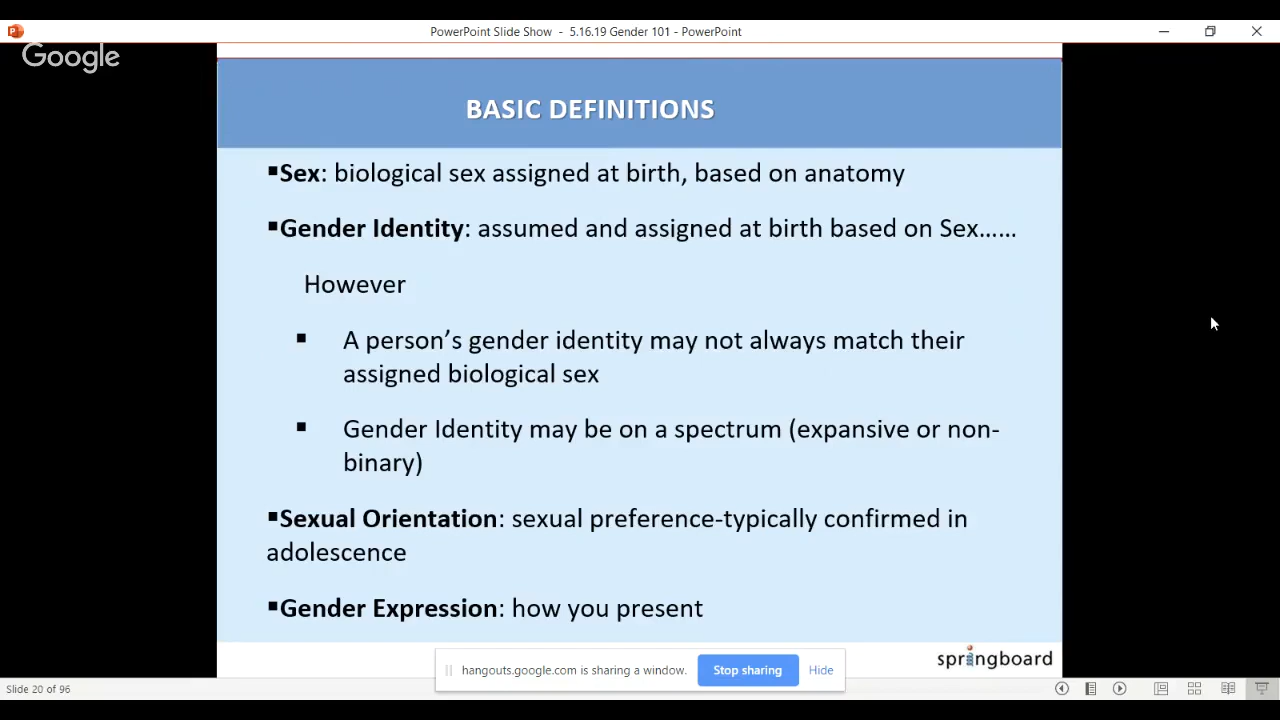 PowerPoint Slide Show - 5.16.19 Gender 101 - PowerPoint
Google
BASIC DEFINITIONS
▪Sex: biological sex assigned at birth, based on anatomy
▪Gender Identity: assumed and assigned at birth based on Sex……
However
▪ A person’s gender identity may not always match their
assigned biological sex
▪ Gender Identity may be on a spectrum (expansive or non-
binary)
▪Sexual Orientation: sexual preference-typically confirmed in
adolescence
▪Gender Expression: how you present
springboard
hangouts.google.com is sharing a window. Stop sharing Hide
Slide 20 of 96